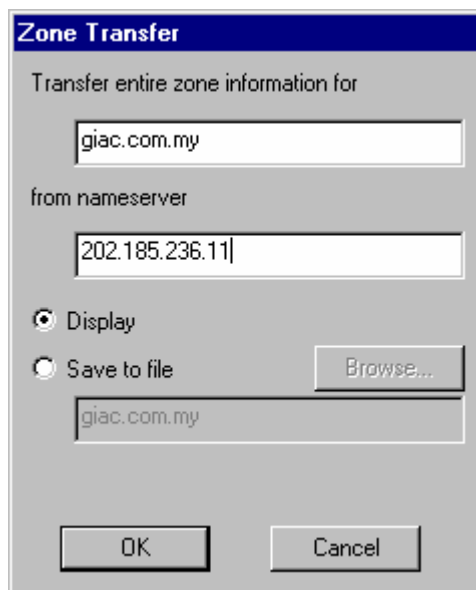 Zone Transfer
Transfer entire zone information for
giac.com.my
from nameserver
202.185.236.11
Display
Save to file
Browse...
giac.com.my
OK
Cancel